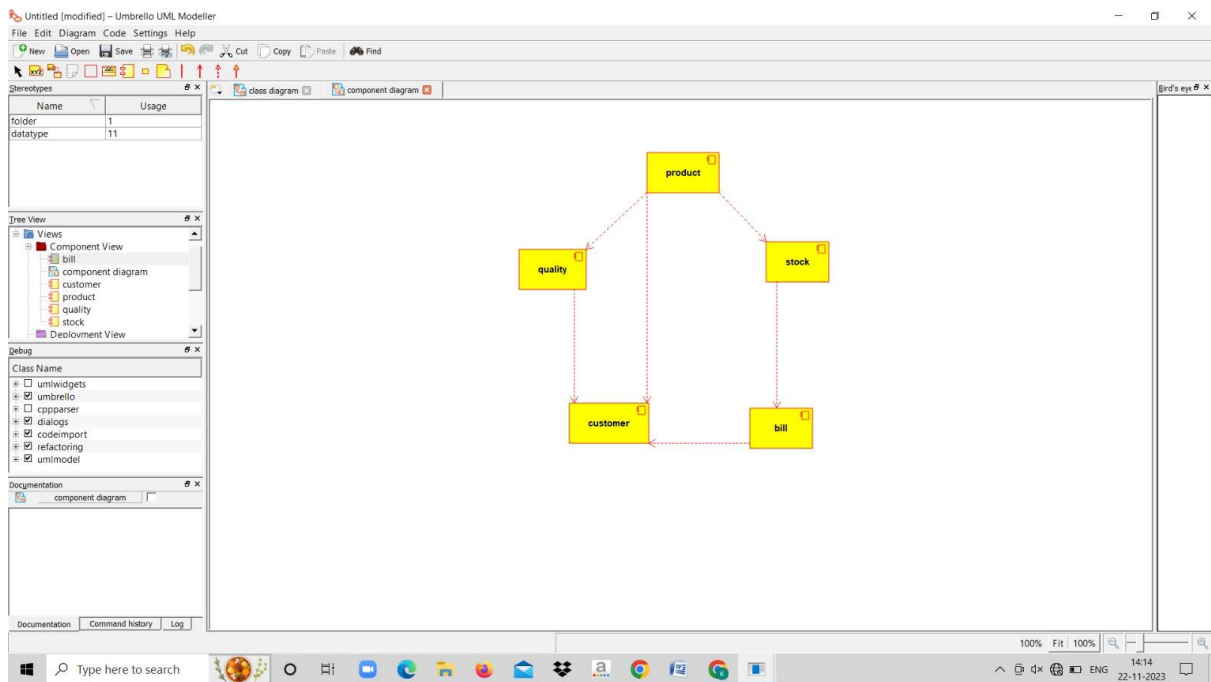 Untitled [modified] – Umbrello UML Modeller
File Edit Diagram Code Settings Help
New Open Save Cut Copy Paste Find
XYZ
Stereotypes
class diagram component diagram
Bird's eye
Name Usage
folder 1
datatype 11
product
Tree View
Views
Component View
bill
component diagram
customer
product
quality
stock
Deployment View
quality
stock
Debug
Class Name
umlwidgets
umbrello
cppparser
dialogs
codeimport
refactoring
umlmodel
customer
bill
Documentation
component diagram
Documentation Command history Log
100% Fit 100%
Type here to search
a
ENG
14:14
22-11-2023